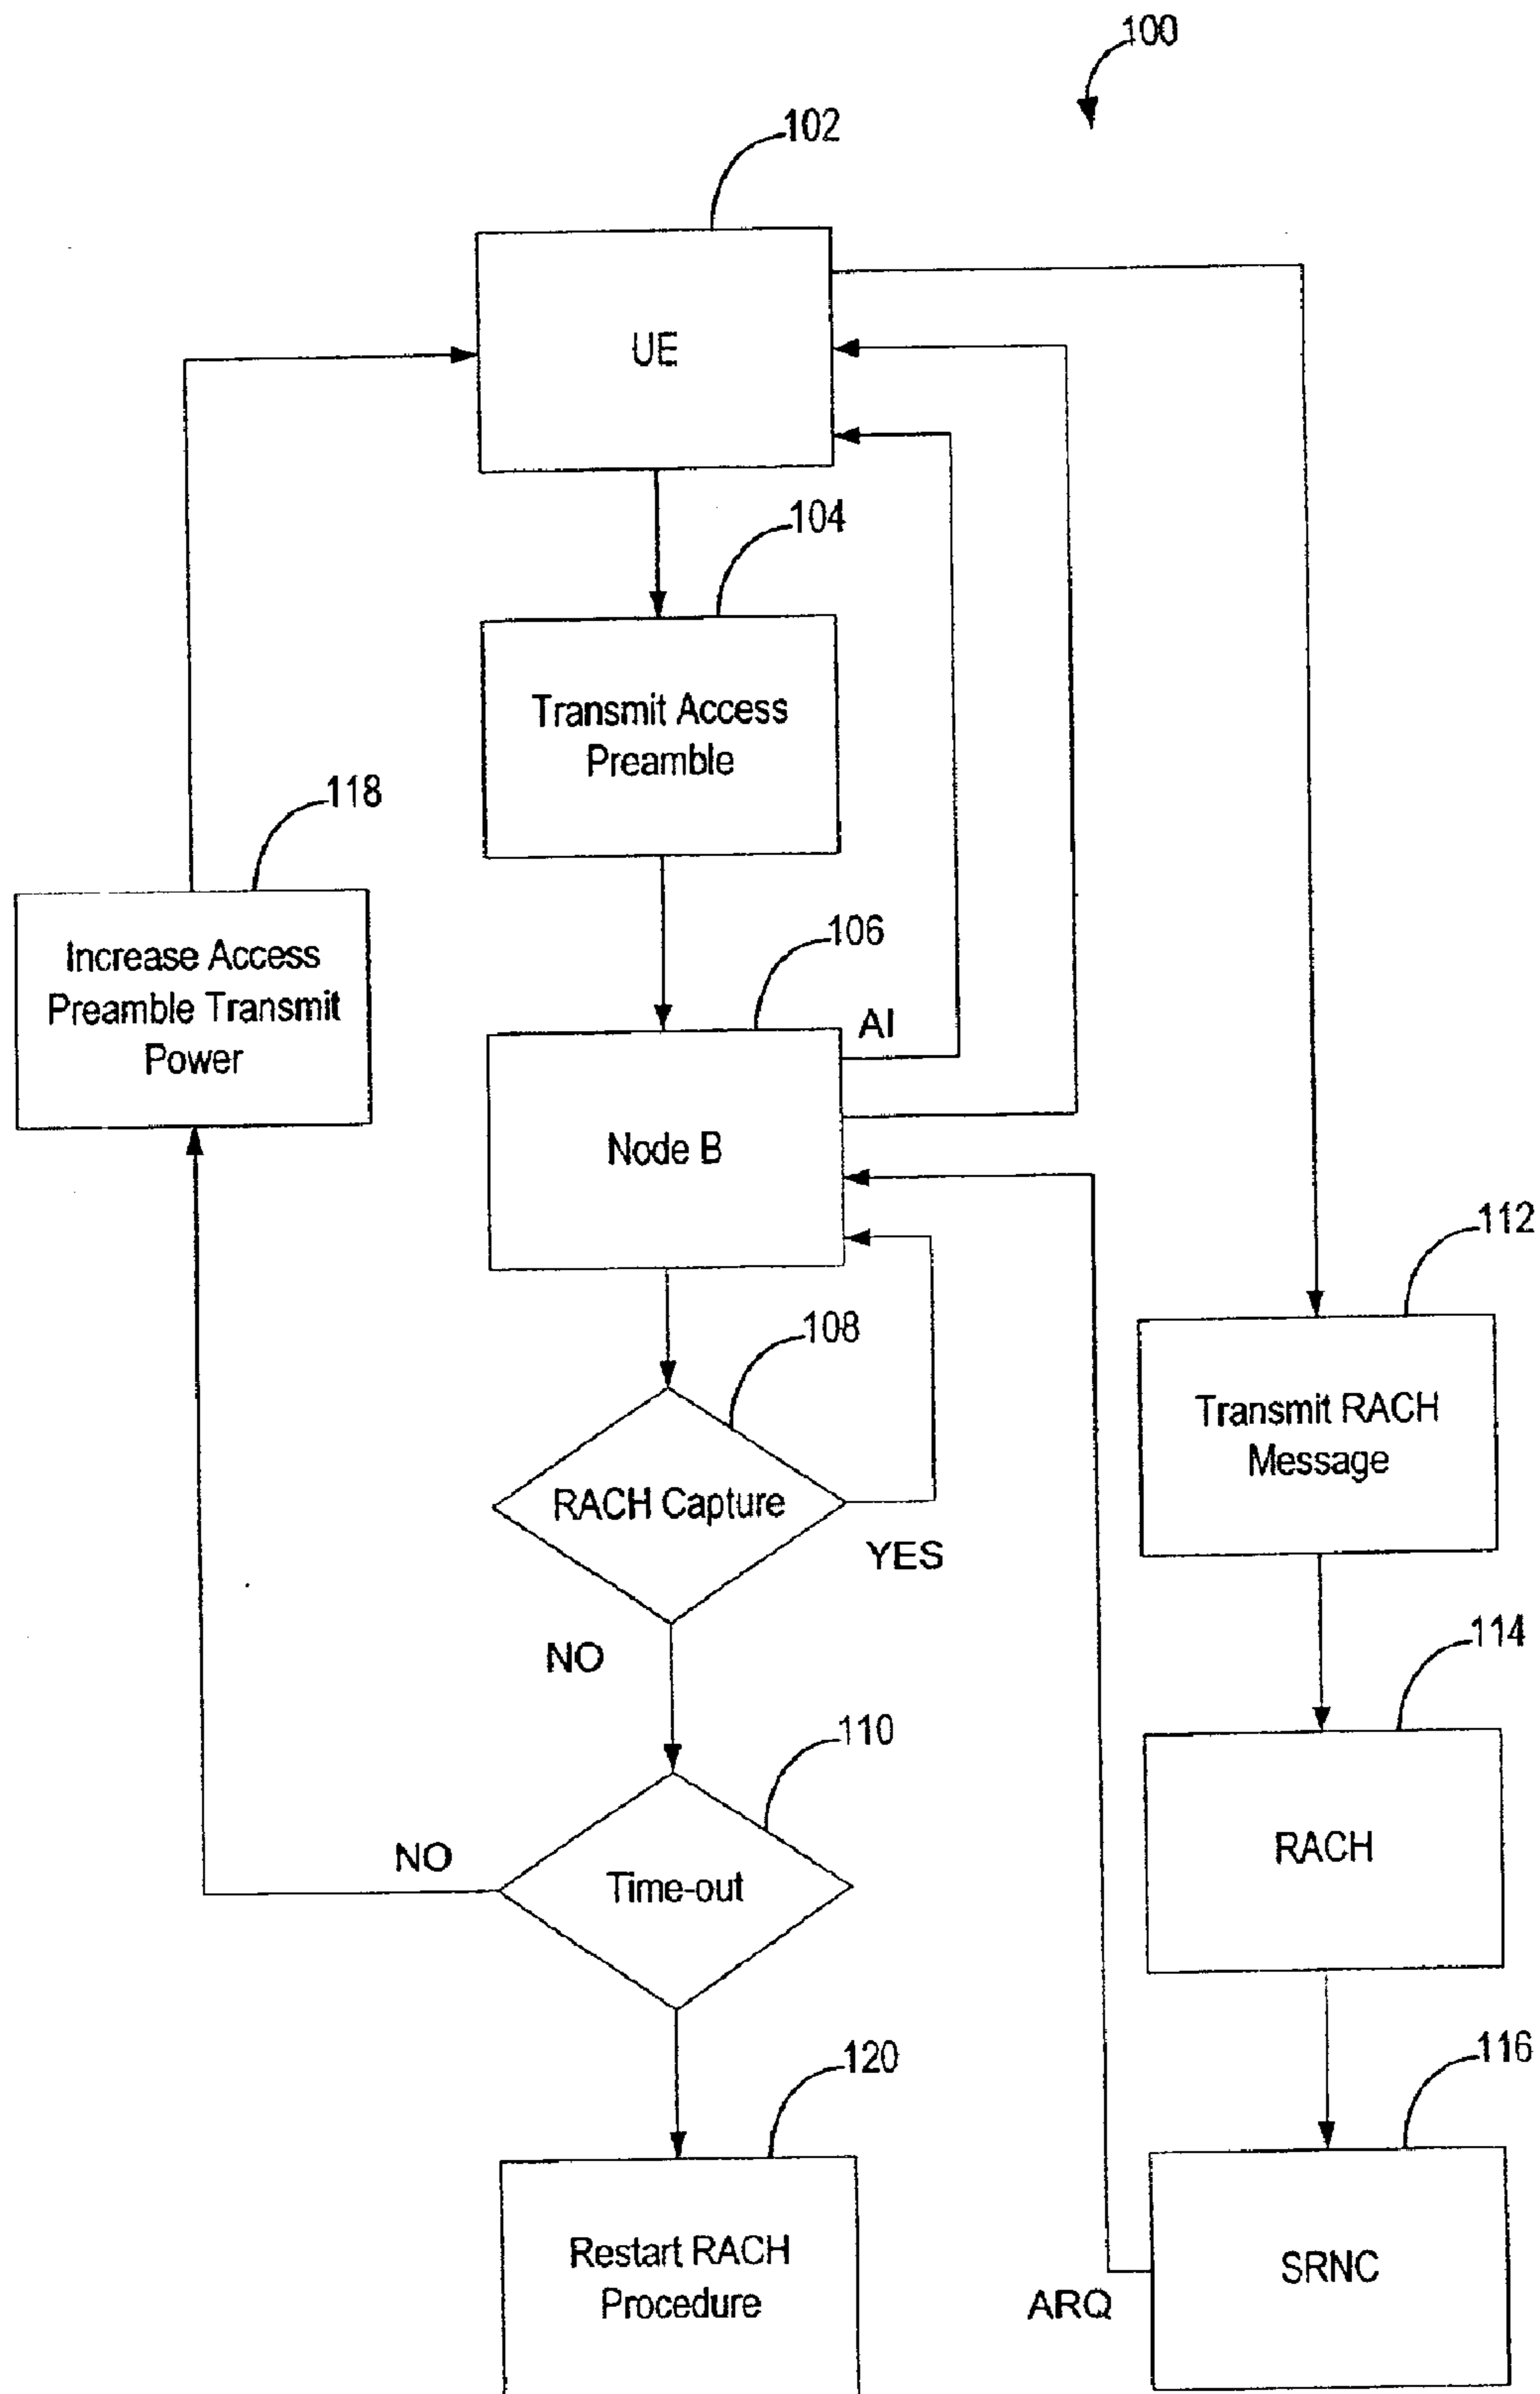 100
102
UE
104
Transmit Access
Preamble
118
Increase Access
Preamble Transmit
Power
106
AI
Node B
112
108
Transmit RACH
Message
RACH Capture
YES
NO
114
110
NO
Time-out
RACH
120
116
Restart RACH
Procedure
SRNC
ARQ